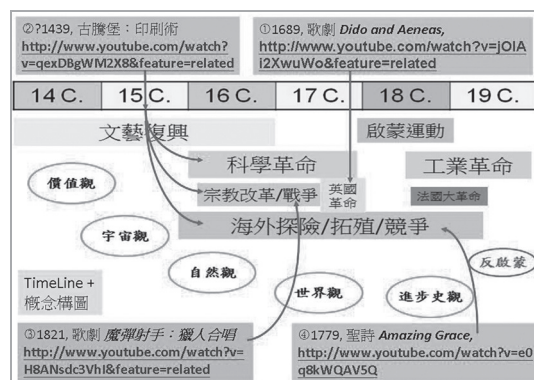 ②?1439, 古騰堡：印刷術
http://www.youtube.com/watch?
v=qexDBgWM2X8&feature=related
①1689, 歌劇 Dido and Aeneas,
http://www.youtube.com/watch?v=jOIA
i2XwuWo&feature=related
14 C. 15 C. 16 C. 17 C. 18 C. 19 C.
文藝復興
啟蒙運動
科學革命
工業革命
價值觀
宗教改革/戰爭
英國
革命
法國大革命
海外探險/拓殖/競爭
宇宙觀
自然觀
反啟蒙
世界觀
進步史觀
TimeLine +
概念構圖
③1821, 歌劇 魔彈射手：獵人合唱
http://www.youtube.com/watch?v=
H8ANsdc3VhI&feature=related
④1779, 聖詩 Amazing Grace,
http://www.youtube.com/watch?v=e0
q8kWQAV5Q